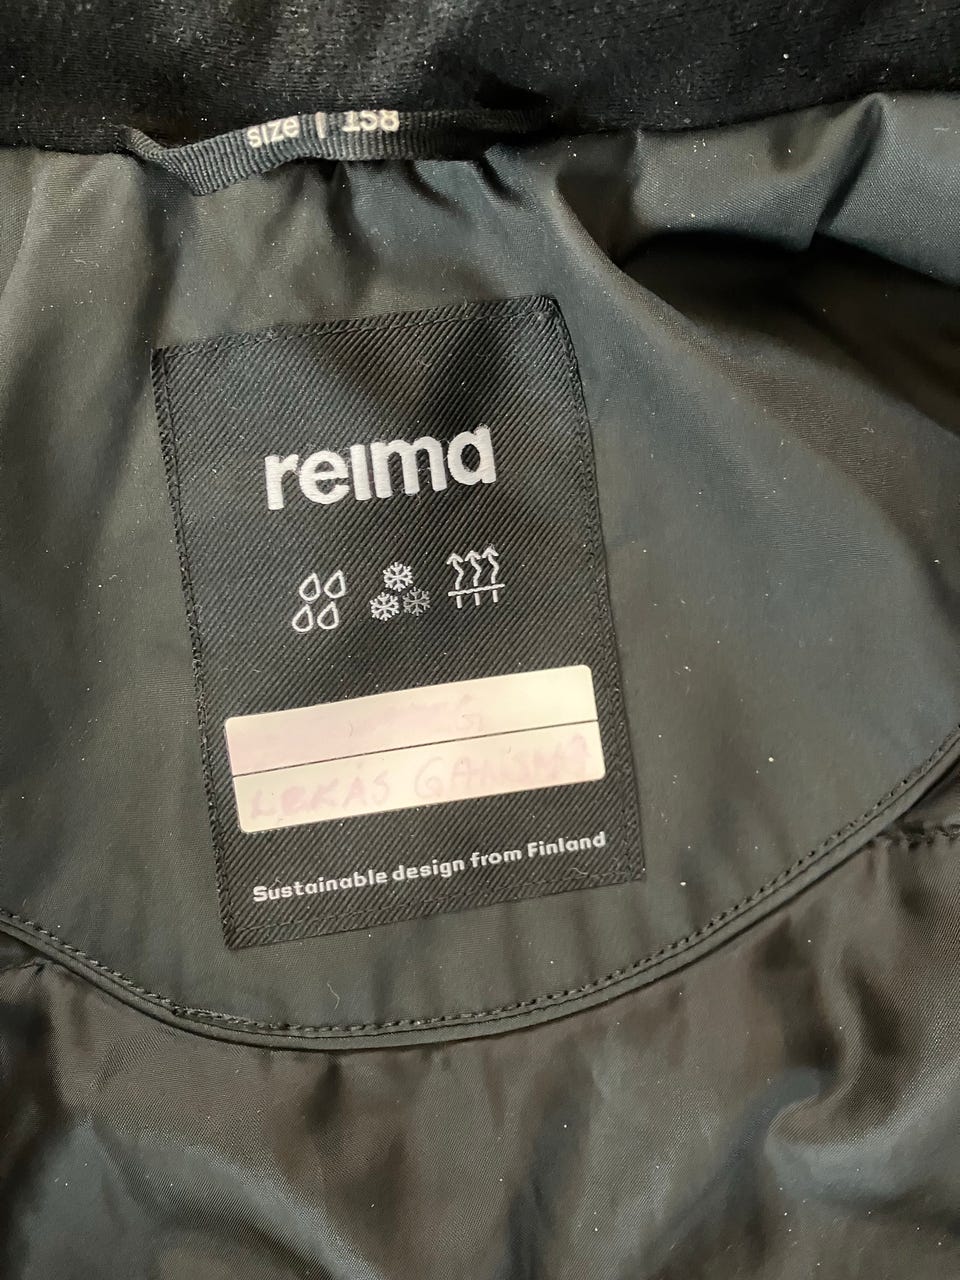 size | 158
reima
Sustainable design from Finland